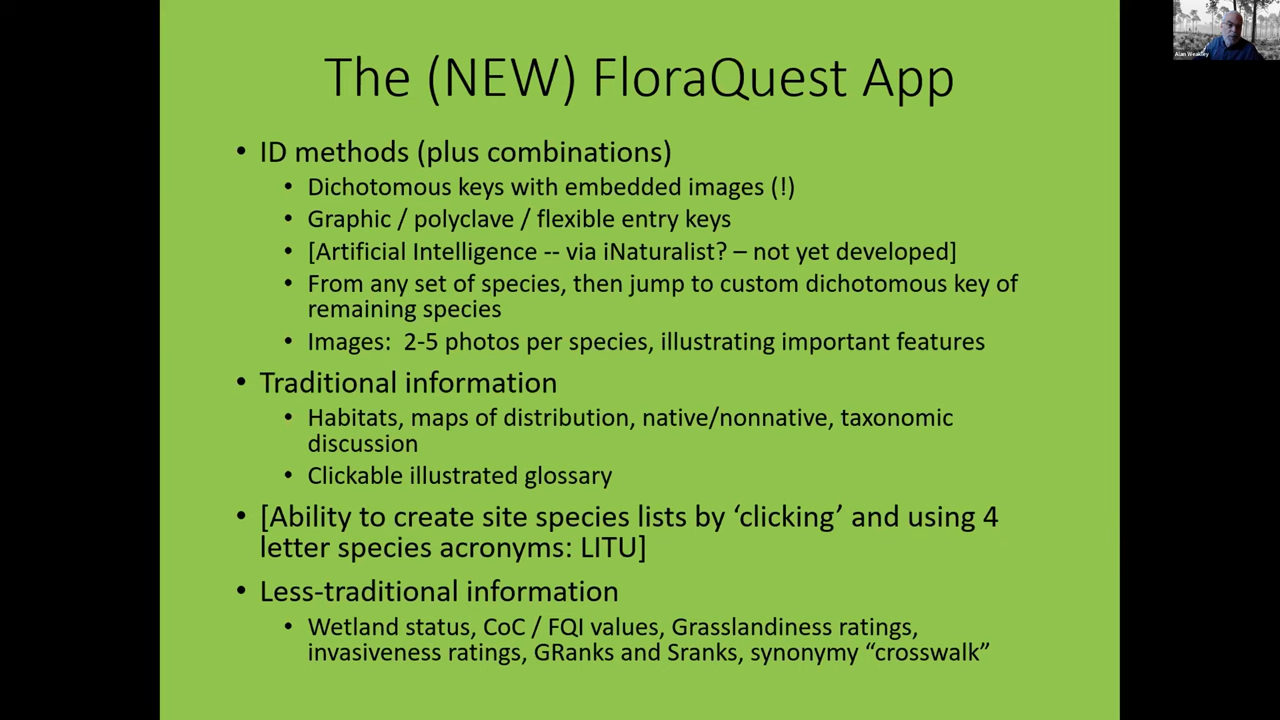 The (NEW) FloraQuest App
• ID methods (plus combinations)
• Dichotomous keys with embedded images (!)
• Graphic / polyclave / flexible entry keys
• [Artificial Intelligence -- via iNaturalist? – not yet developed]
• From any set of species, then jump to custom dichotomous key of
remaining species
• Images:  2-5 photos per species, illustrating important features
• Traditional information
• Habitats, maps of distribution, native/nonnative, taxonomic
discussion
• Clickable illustrated glossary
• [Ability to create site species lists by ‘clicking’ and using 4
letter species acronyms: LITU]
• Less-traditional information
• Wetland status, CoC / FQI values, Grasslandiness ratings,
invasiveness ratings, GRanks and Sranks, synonymy “crosswalk”
Alan Weakley